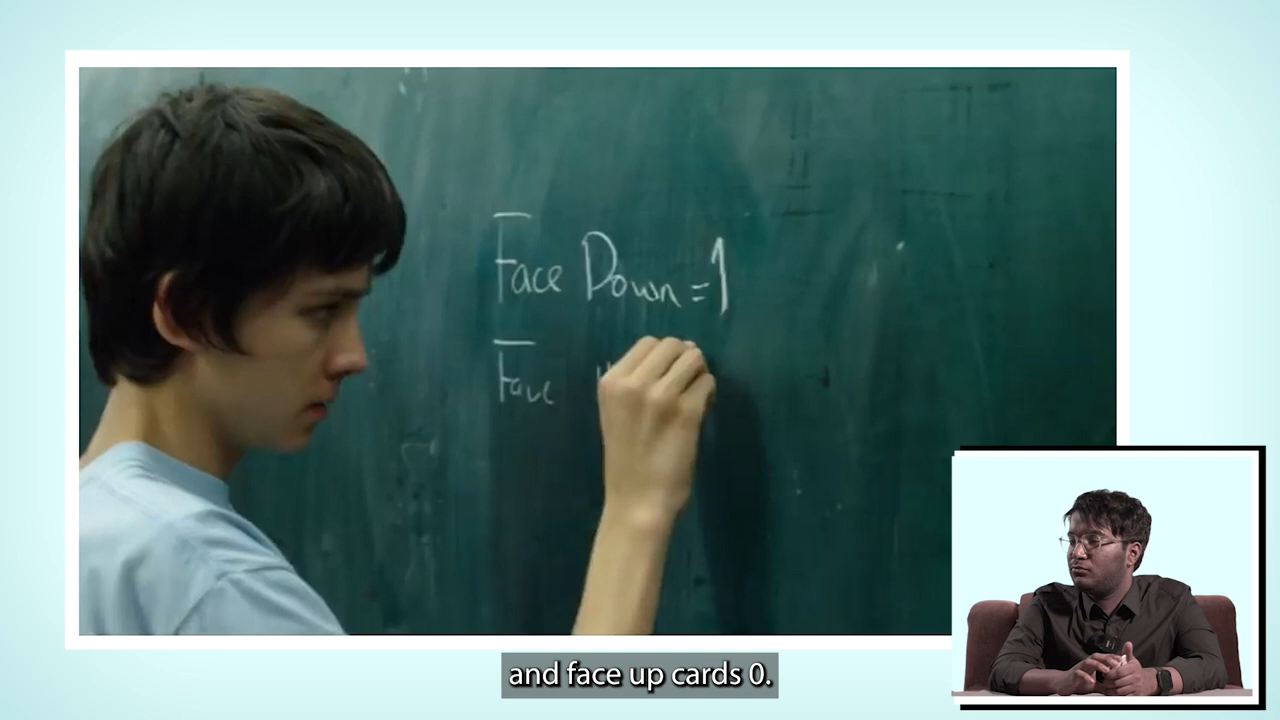 Face Down = 1
Face
and face up cards 0.